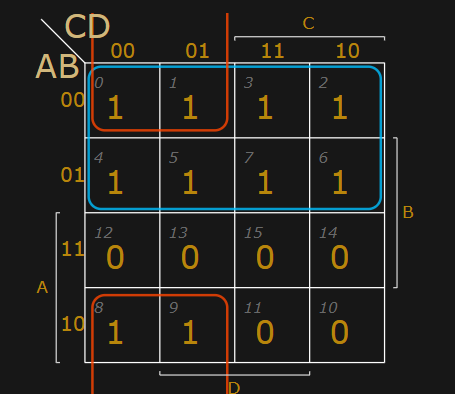 CD
C
00 01 11 10
AB
0 1 3 2
00 1 1 1 1
4 5 7 6
01 1 1 1 1
B
12 13 15 14
11 0 0 0 0
A
8 9 11 10
10 1 1 0 0
D